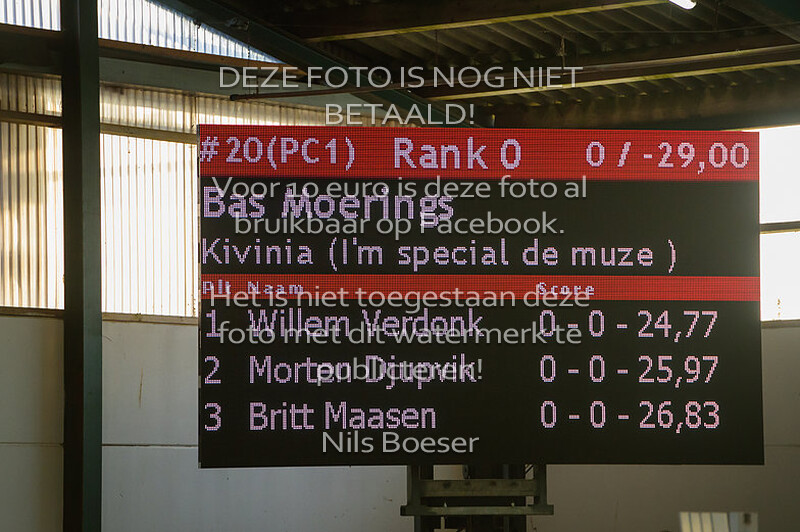 DEZE FOTO IS NOG NIET
BETAALD!
#20(PC1) Rank 0 0 / -29,00
Voor 10 euro is deze foto al
Bas Moerings
bruikbaar op Facebook.
Kivinia (I'm special de muze )
Plt Naam Score
Het is niet toegestaan deze
1 Willem Verdonk 0 - 0 - 24,77
foto met dit watermerk te
2 Morten Djupvik 0 - 0 - 25,97
publiceren!
3 Britt Maasen 0 - 0 - 26,83
Nils Boeser